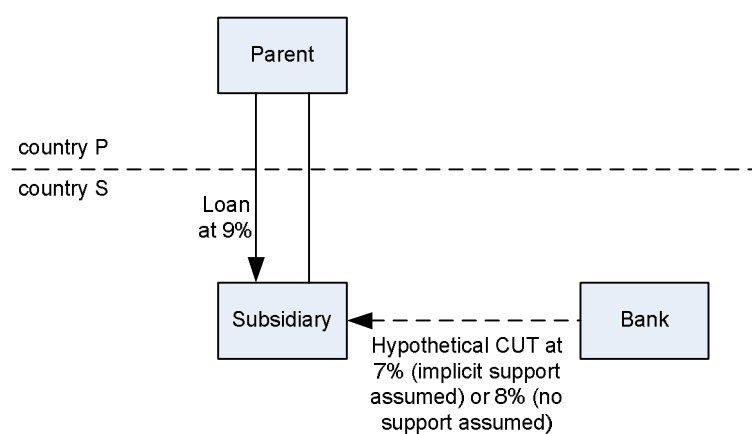 Parent
country P
country S
Loan
at 9%
Subsidiary
Bank
Hypothetical CUT at
7% (implicit support
assumed) or 8% (no
support assumed)